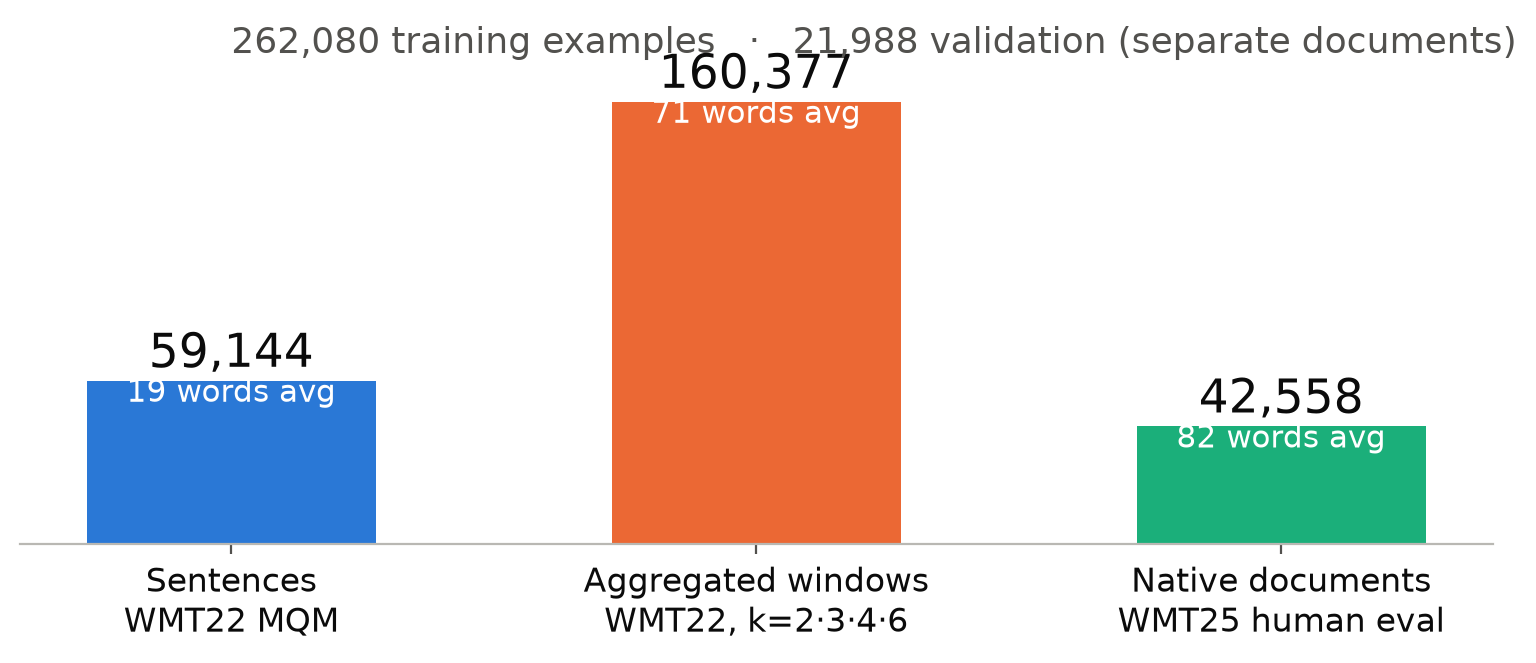 262,080 training examples · 21,988 validation (separate documents)
160,377
71 words avg
59,144
19 words avg
42,558
82 words avg
Sentences
WMT22 MQM
Aggregated windows
WMT22, k=2·3·4·6
Native documents
WMT25 human eval